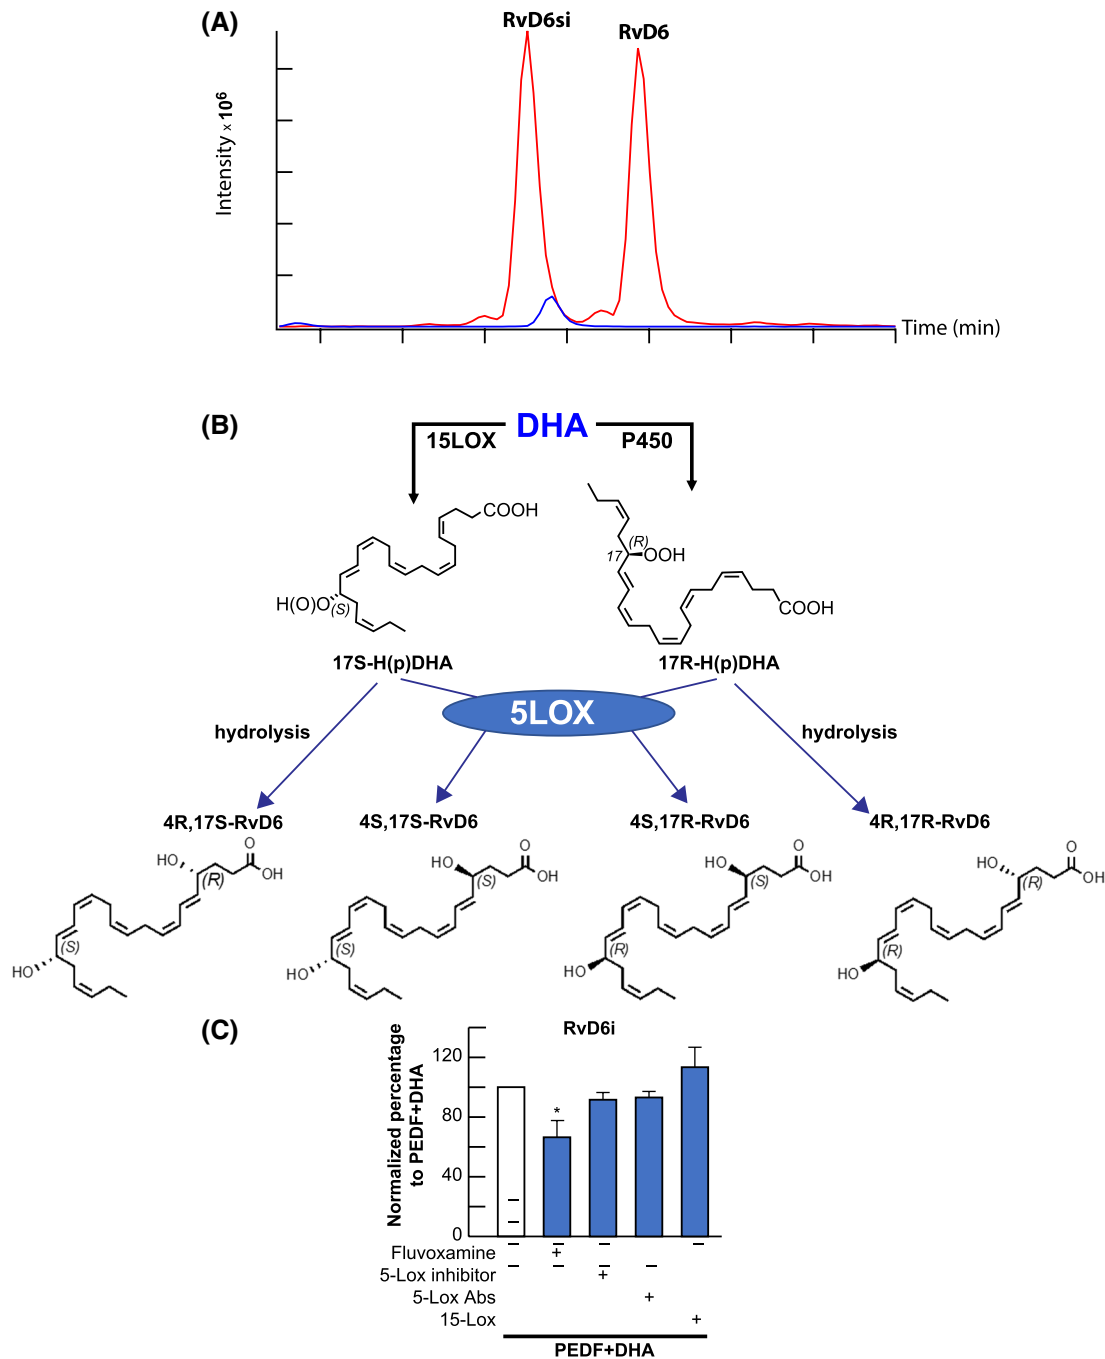 (A)
RvD6si
RvD6
Intensity x 10⁶
Time (min)
(B)
DHA
15LOX
P450
COOH
H(O)O
(S)
17
(R)
OOH
COOH
17S-H(p)DHA
17R-H(p)DHA
5LOX
hydrolysis
hydrolysis
4R,17S-RvD6
4S,17S-RvD6
4S,17R-RvD6
4R,17R-RvD6
HO
O
OH
(R)
(S)
HO
HO
O
OH
(S)
(S)
HO
HO
O
OH
(S)
(R)
HO
HO
O
OH
(R)
(R)
HO
(C)
RvD6i
Normalized percentage
to PEDF+DHA
120
80
40
0
*
Fluvoxamine − + − −
5-Lox inhibitor − − + −
5-Lox Abs +
15-Lox +
PEDF+DHA